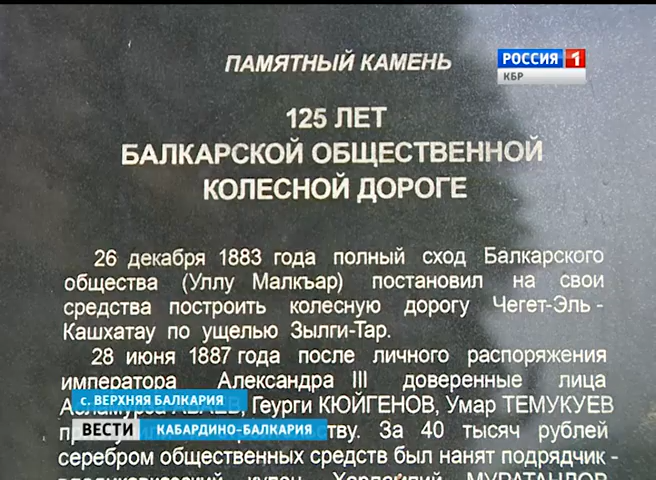 ПАМЯТНЫЙ КАМЕНЬ
РОССИЯ 1
КБР
125 ЛЕТ
БАЛКАРСКОЙ ОБЩЕСТВЕННОЙ
КОЛЕСНОЙ ДОРОГЕ
26 декабря 1883 года полный сход Балкарского
общества (Уллу Малкъар) постановил на свои
средства построить колесную дорогу Чегет-Эль -
Кашхатау по ущелью Зылги-Тар.
28 июня 1887 года после личного распоряжения
императора Александра III доверенные лица
с. ВЕРХНЯЯ БАЛКАРИЯ
Геурги КЮЙГЕНОВ, Умар ТЕМУКУЕВ
ВЕСТИ КАБАРДИНО-БАЛКАРИЯ
За 40 тысяч рублей
серебром общественных средств был нанят подрядчик -